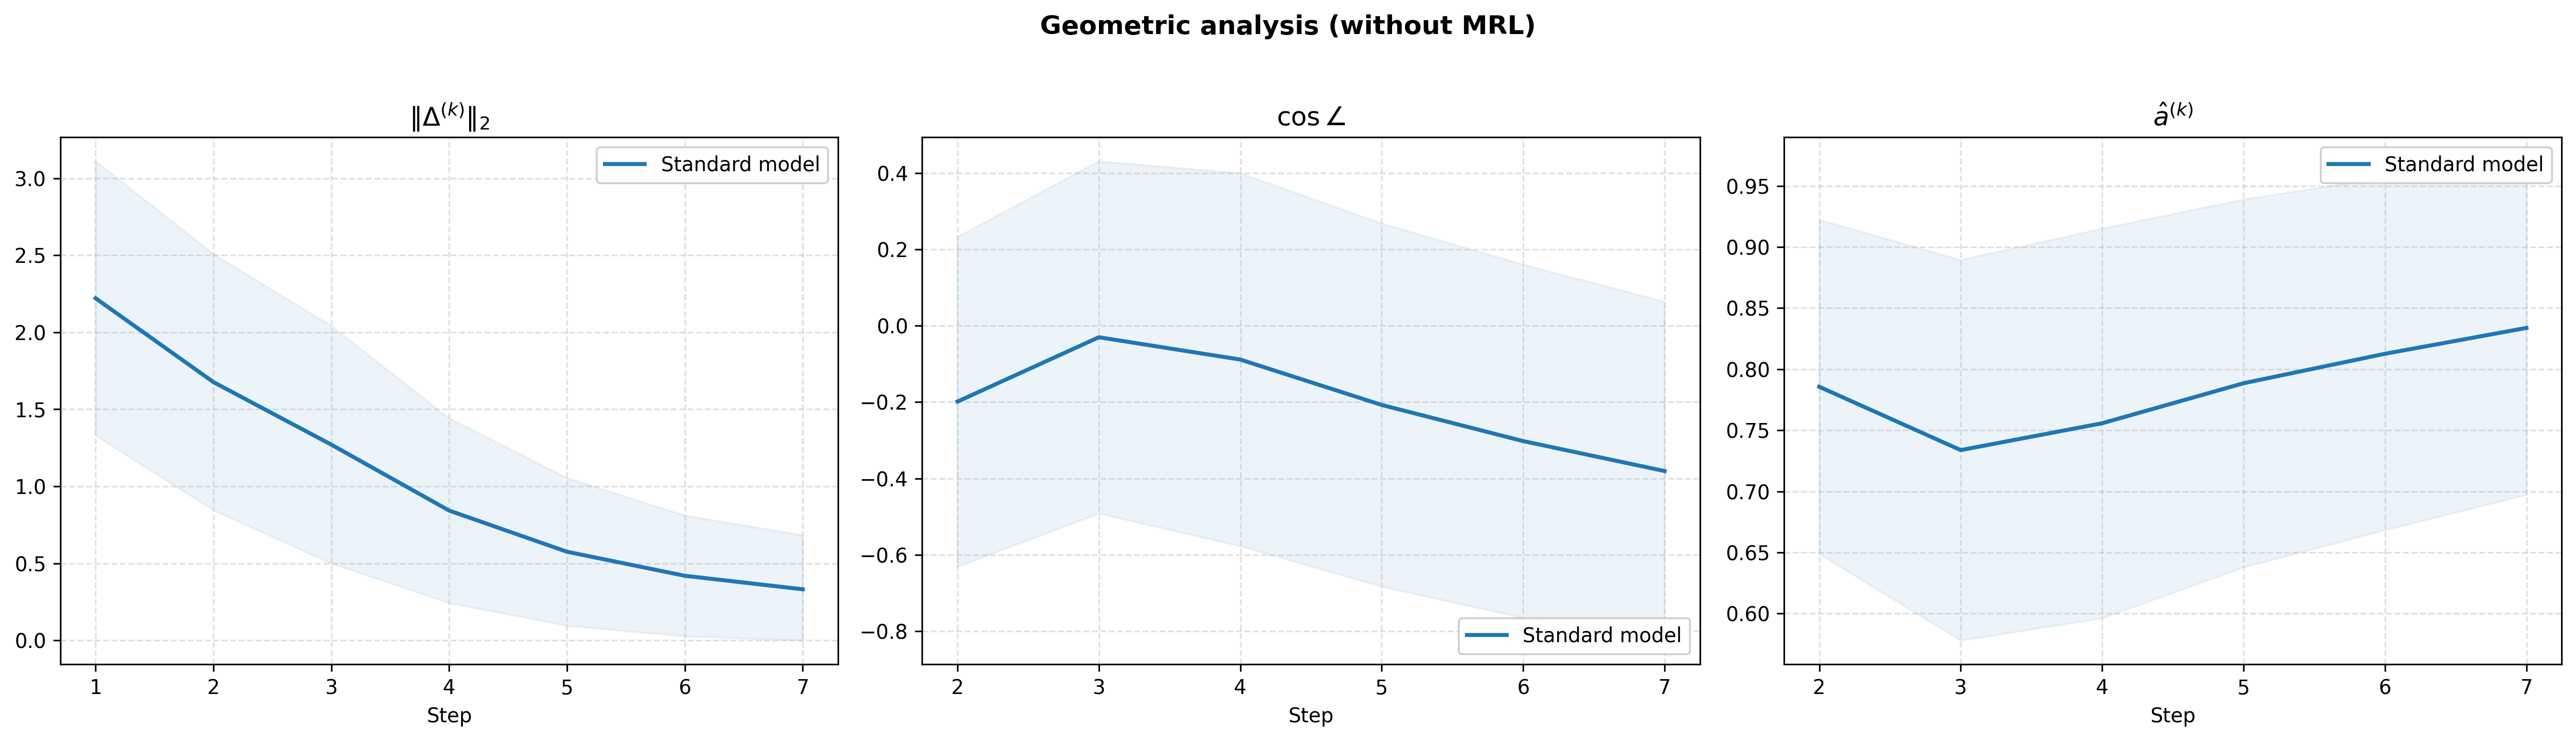 Geometric analysis (without MRL)
‖Δ⁽ᵏ⁾‖₂
Standard model
3.0
2.5
2.0
1.5
1.0
0.5
0.0
1 2 3 4 5 6 7
Step
cos ∠
0.4
0.2
0.0
−0.2
−0.4
−0.6
−0.8
Standard model
2 3 4 5 6 7
Step
â⁽ᵏ⁾
Standard model
0.95
0.90
0.85
0.80
0.75
0.70
0.65
0.60
2 3 4 5 6 7
Step